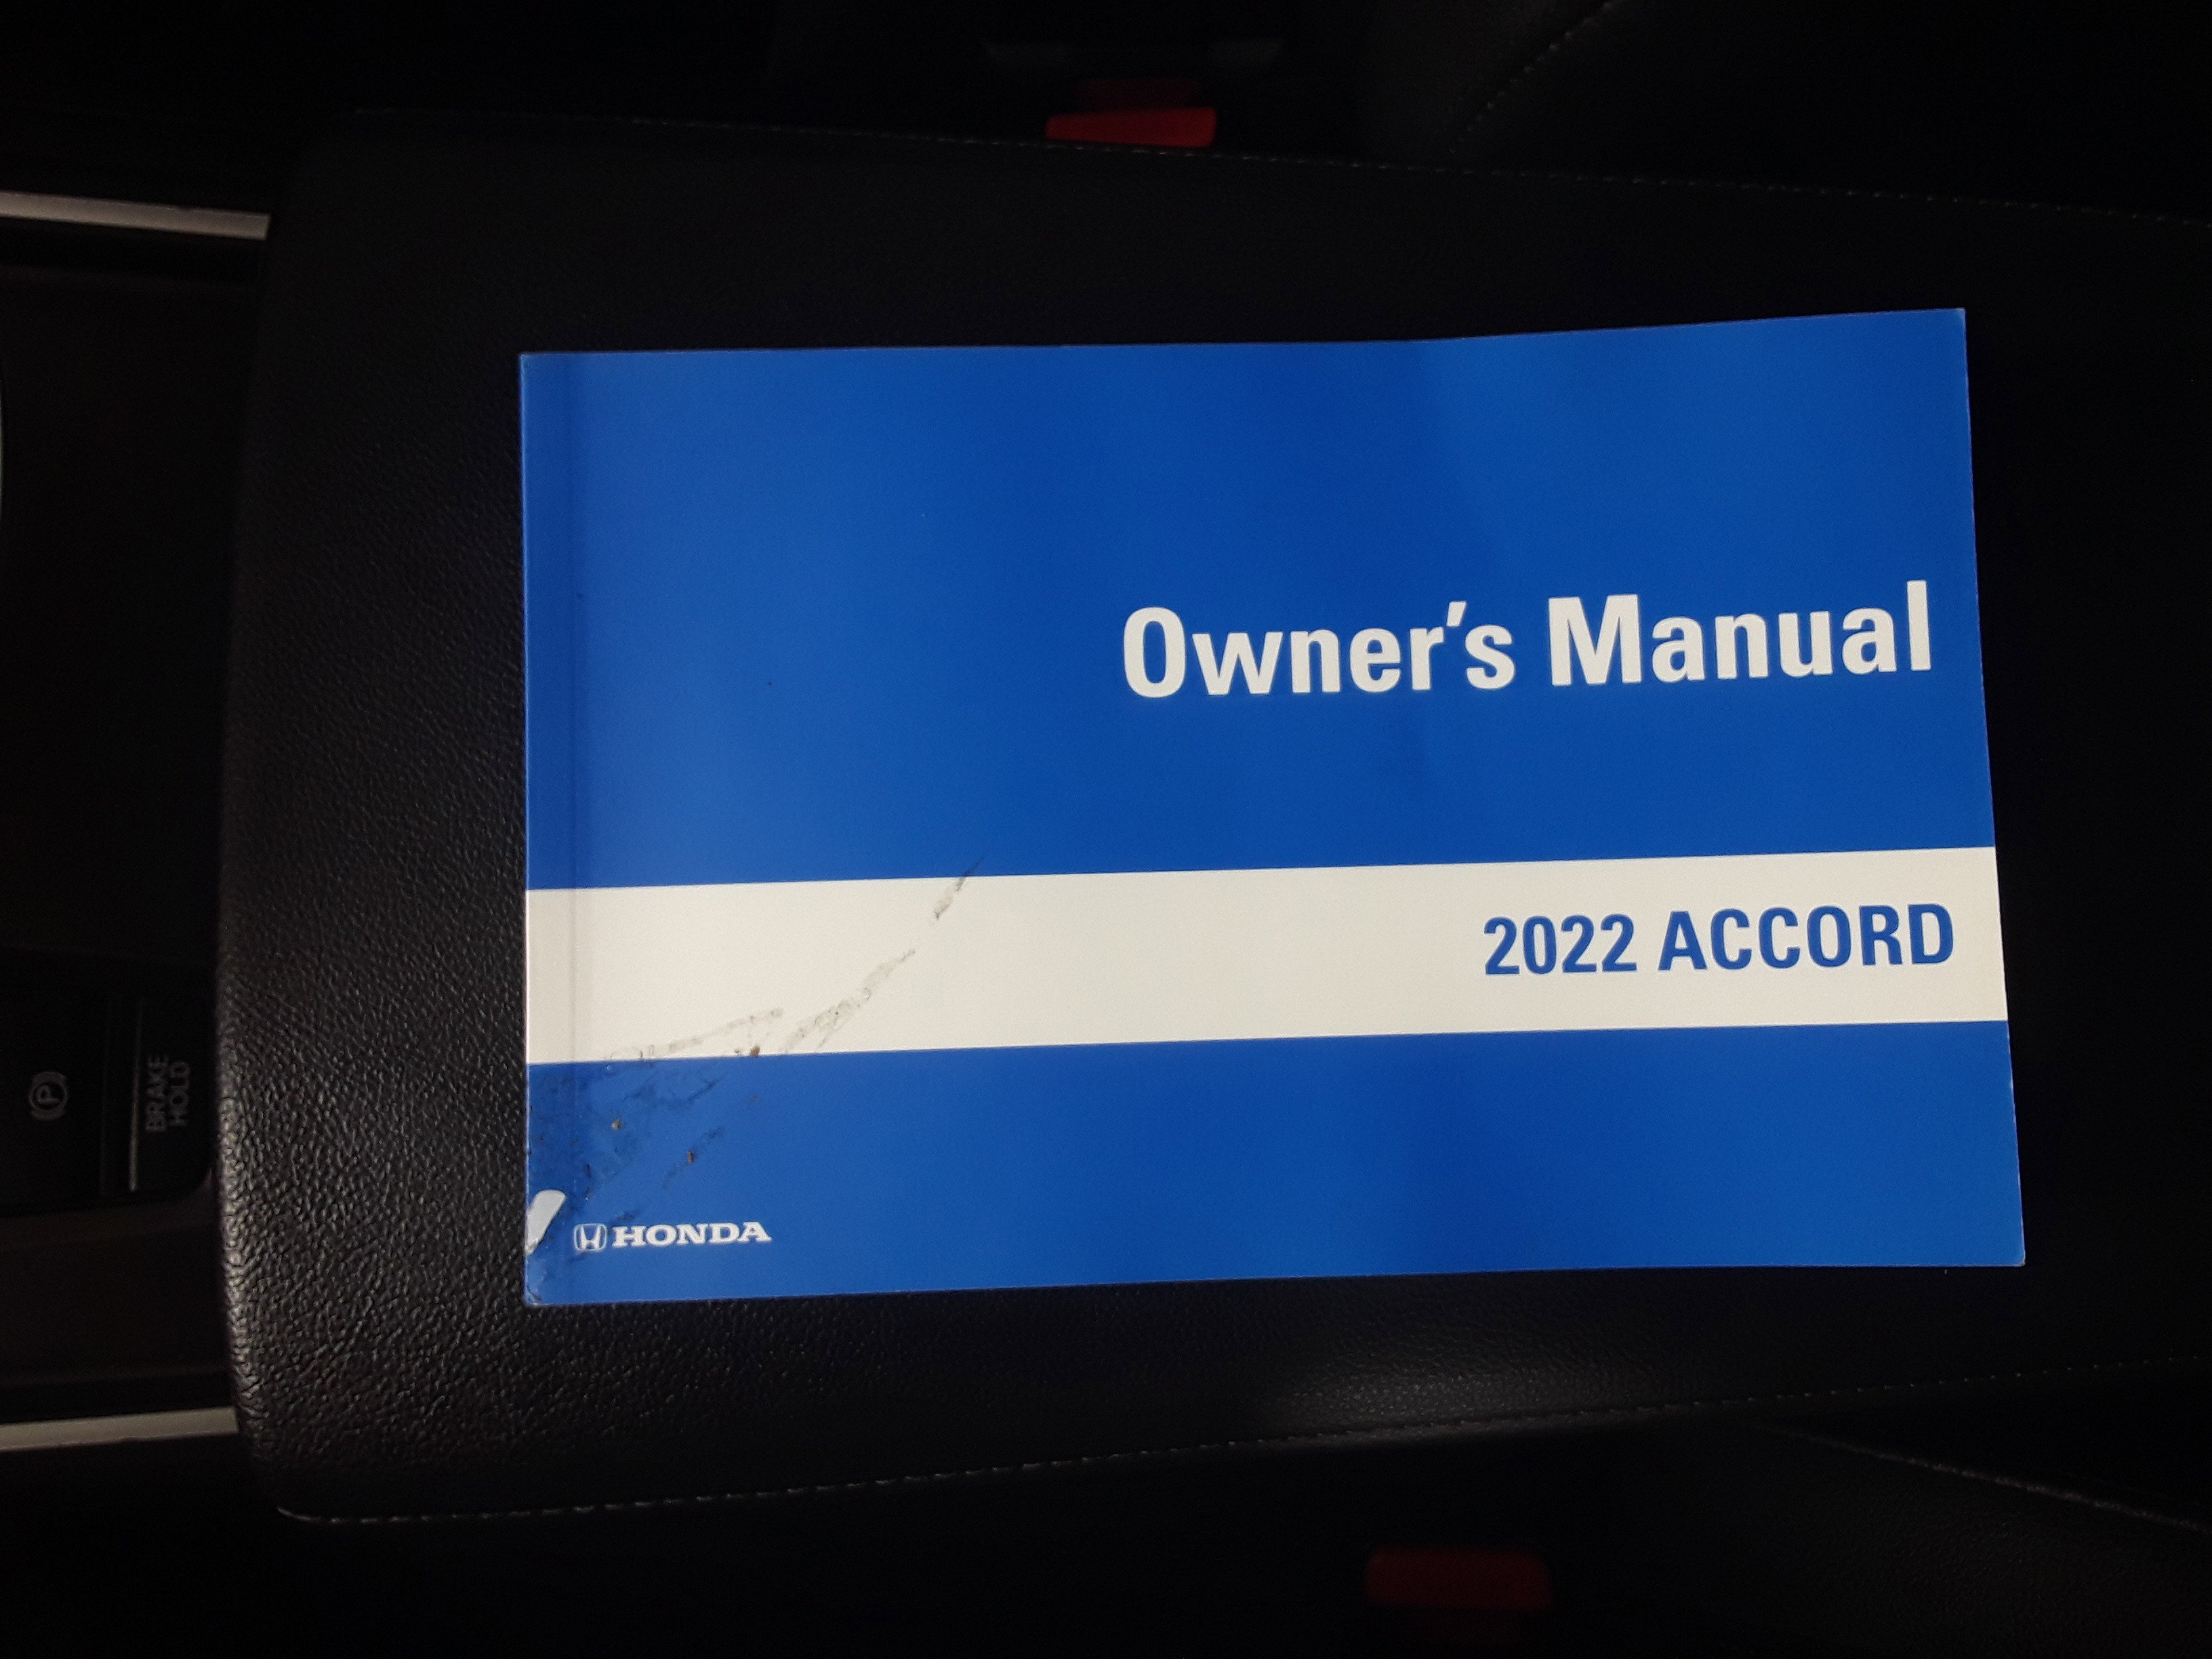 Owner's Manual
2022 ACCORD
HONDA
P
BRAKE
HOLD